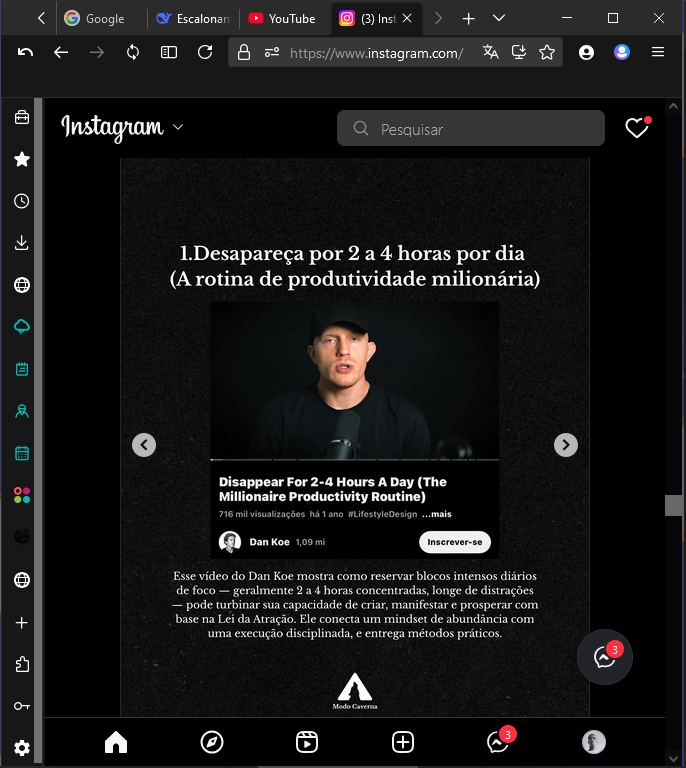 Google
Escalonam
YouTube
(3) Inst
https://www.instagram.com/
Instagram
Pesquisar
1.Desapareça por 2 a 4 horas por dia
(A rotina de produtividade milionária)
Disappear For 2-4 Hours A Day (The
Millionaire Productivity Routine)
716 mil visualizações há 1 ano #LifestyleDesign ...mais
Dan Koe 1,09 mi Inscrever-se
Esse vídeo do Dan Koe mostra como reservar blocos intensos diários
de foco — geralmente 2 a 4 horas concentradas, longe de distrações
— pode turbinar sua capacidade de criar, manifestar e prosperar com
base na Lei da Atração. Ele conecta um mindset de abundância com
uma execução disciplinada, e entrega métodos práticos.
3
Modo Caverna
3